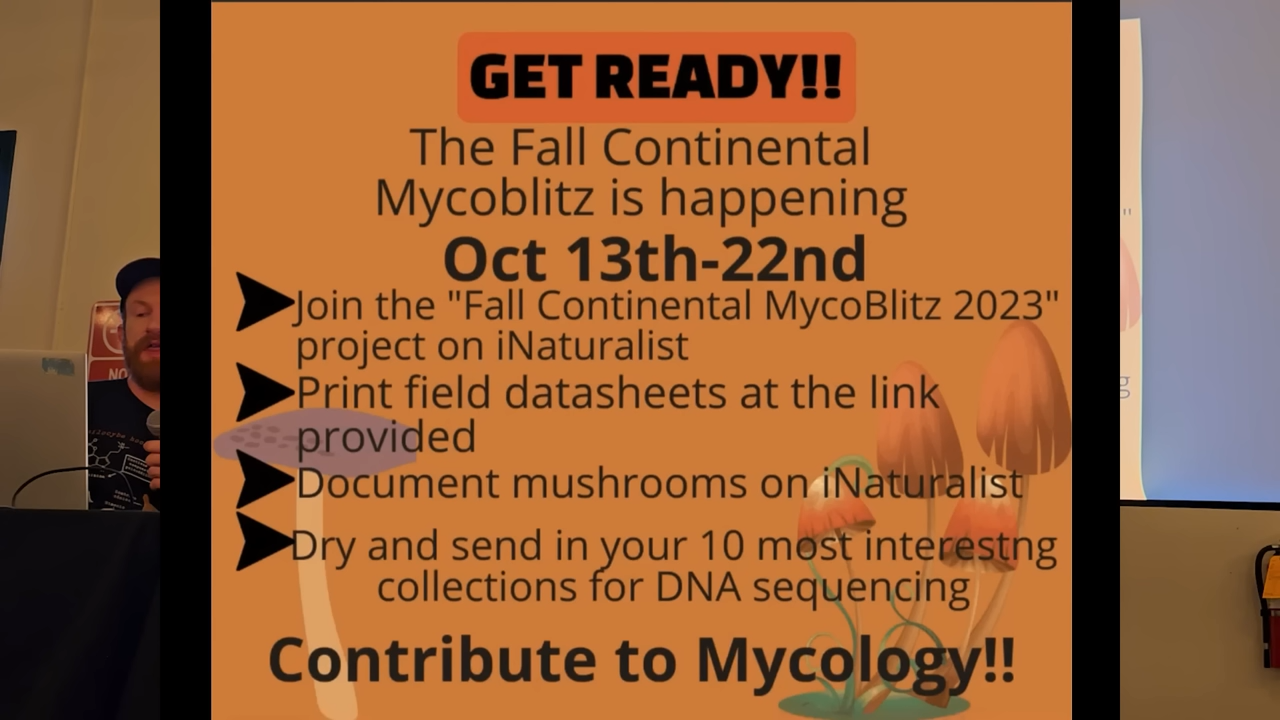 GET READY!!
The Fall Continental
Mycoblitz is happening
Oct 13th-22nd
Join the "Fall Continental MycoBlitz 2023"
project on iNaturalist
Print field datasheets at the link
provided
Document mushrooms on iNaturalist
Dry and send in your 10 most interestng
collections for DNA sequencing
Contribute to Mycology!!
NO